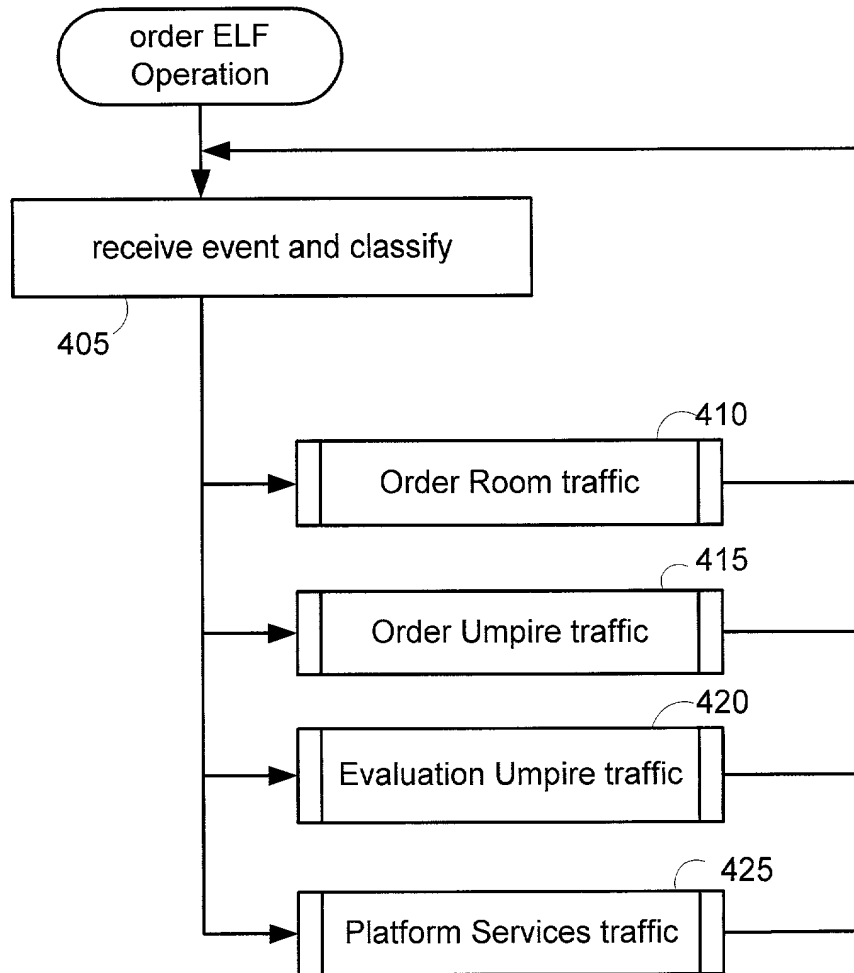 order ELF
Operation
receive event and classify
405
410
Order Room traffic
415
Order Umpire traffic
420
Evaluation Umpire traffic
425
Platform Services traffic